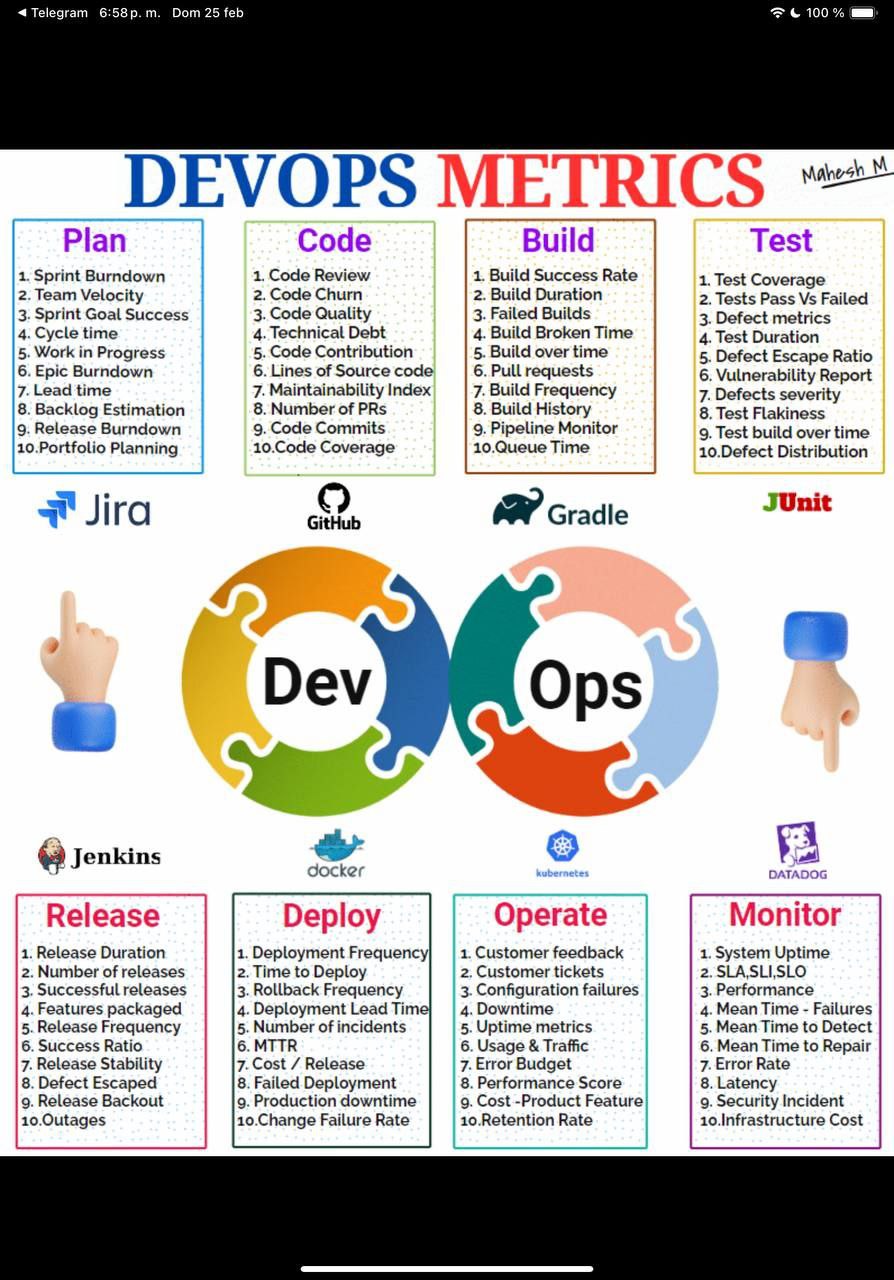 ◄ Telegram 6:58 p. m. Dom 25 feb 100 %
DEVOPS METRICS
Mahesh M
Plan
1. Sprint Burndown
2. Team Velocity
3. Sprint Goal Success
4. Cycle time
5. Work in Progress
6. Epic Burndown
7. Lead time
8. Backlog Estimation
9. Release Burndown
10.Portfolio Planning
Code
1. Code Review
2. Code Churn
3. Code Quality
4. Technical Debt
5. Code Contribution
6. Lines of Source code
7. Maintainability Index
8. Number of PRs
9. Code Commits
10.Code Coverage
Build
1. Build Success Rate
2. Build Duration
3. Failed Builds
4. Build Broken Time
5. Build over time
6. Pull requests
7. Build Frequency
8. Build History
9. Pipeline Monitor
10.Queue Time
Test
1. Test Coverage
2. Tests Pass Vs Failed
3. Defect metrics
4. Test Duration
5. Defect Escape Ratio
6. Vulnerability Report
7. Defects severity
8. Test Flakiness
9. Test build over time
10.Defect Distribution
Jira
GitHub
Gradle
JUnit
Dev
Ops
Jenkins
docker
kubernetes
DATADOG
Release
1. Release Duration
2. Number of releases
3. Successful releases
4. Features packaged
5. Release Frequency
6. Success Ratio
7. Release Stability
8. Defect Escaped
9. Release Backout
10.Outages
Deploy
1. Deployment Frequency
2. Time to Deploy
3. Rollback Frequency
4. Deployment Lead Time
5. Number of incidents
6. MTTR
7. Cost / Release
8. Failed Deployment
9. Production downtime
10.Change Failure Rate
Operate
1. Customer feedback
2. Customer tickets
3. Configuration failures
4. Downtime
5. Uptime metrics
6. Usage & Traffic
7. Error Budget
8. Performance Score
9. Cost -Product Feature
10.Retention Rate
Monitor
1. System Uptime
2. SLA,SLI,SLO
3. Performance
4. Mean Time - Failures
5. Mean Time to Detect
6. Mean Time to Repair
7. Error Rate
8. Latency
9. Security Incident
10.Infrastructure Cost